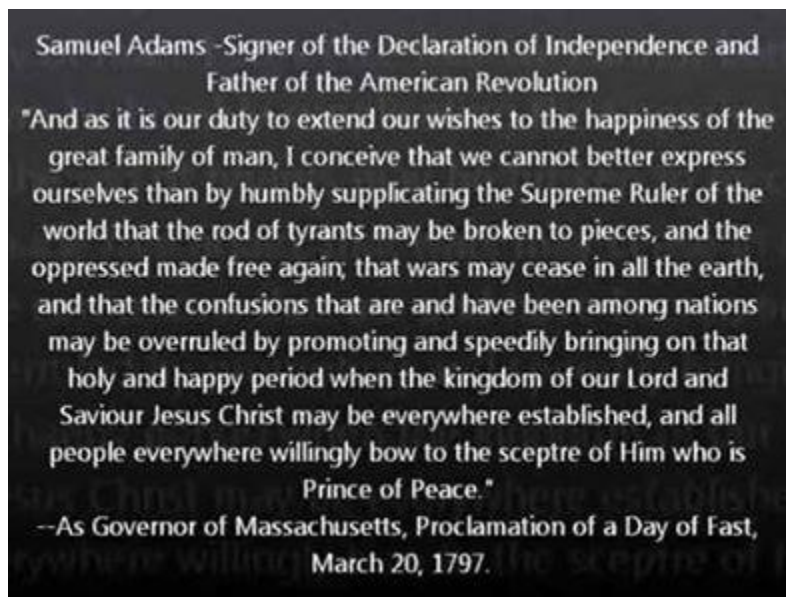 Samuel Adams -Signer of the Declaration of Independence and
Father of the American Revolution
"And as it is our duty to extend our wishes to the happiness of the
great family of man, I conceive that we cannot better express
ourselves than by humbly supplicating the Supreme Ruler of the
world that the rod of tyrants may be broken to pieces, and the
oppressed made free again; that wars may cease in all the earth,
and that the confusions that are and have been among nations
may be overruled by promoting and speedily bringing on that
holy and happy period when the kingdom of our Lord and
Saviour Jesus Christ may be everywhere established, and all
people everywhere willingly bow to the sceptre of Him who is
Prince of Peace."
--As Governor of Massachusetts, Proclamation of a Day of Fast,
March 20, 1797.